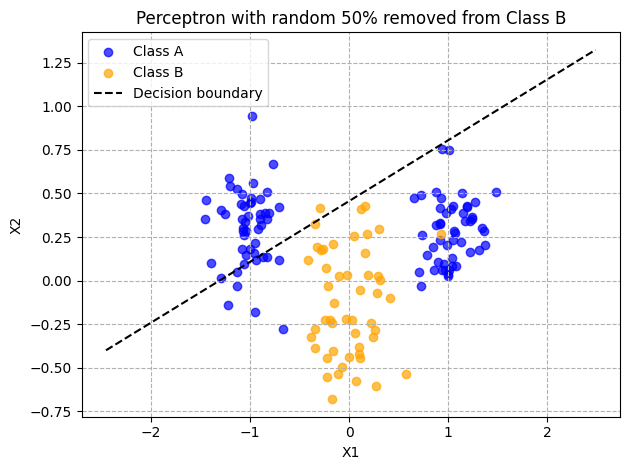 Perceptron with random 50% removed from Class B
Class A
Class B
Decision boundary
X2
1.25
1.00
0.75
0.50
0.25
0.00
−0.25
−0.50
−0.75
−2
−1
0
1
2
X1